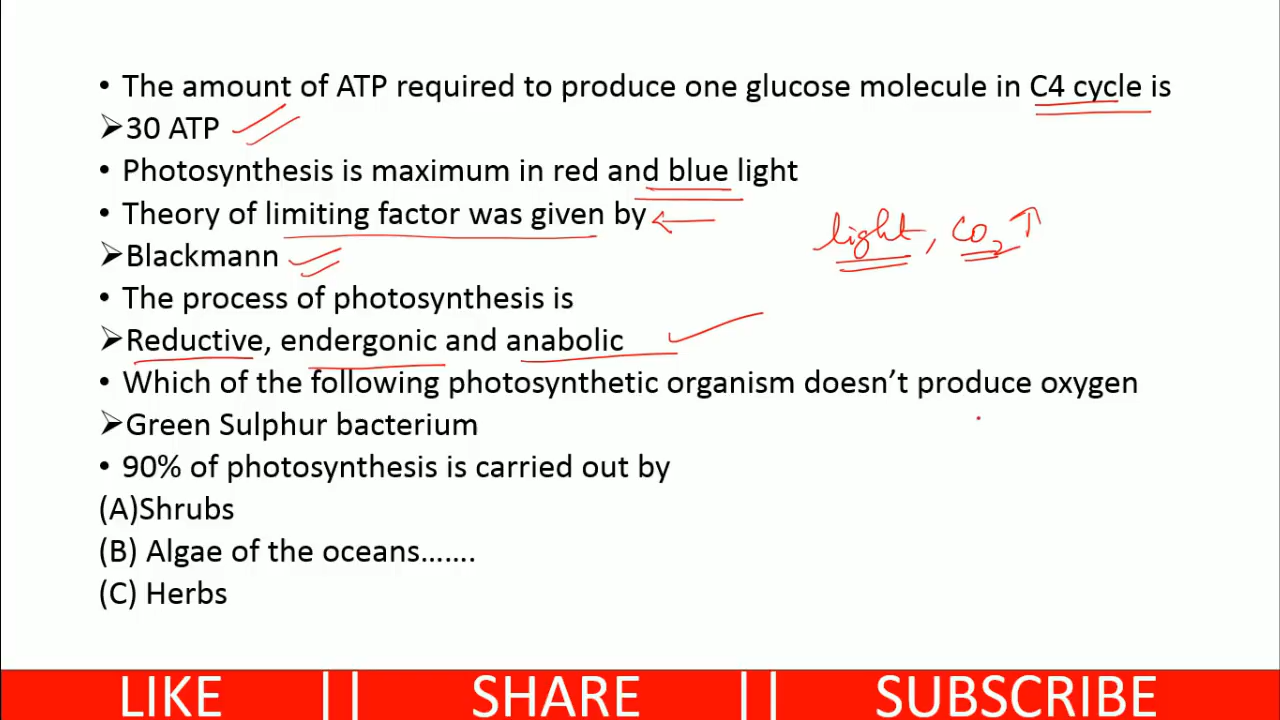 • The amount of ATP required to produce one glucose molecule in C4 cycle is
➢30 ATP
• Photosynthesis is maximum in red and blue light
• Theory of limiting factor was given by
light, CO2 ↑
➢Blackmann
• The process of photosynthesis is
➢Reductive, endergonic and anabolic
• Which of the following photosynthetic organism doesn’t produce oxygen
➢Green Sulphur bacterium
• 90% of photosynthesis is carried out by
(A)Shrubs
(B) Algae of the oceans…….
(C) Herbs
LIKE || SHARE || SUBSCRIBE